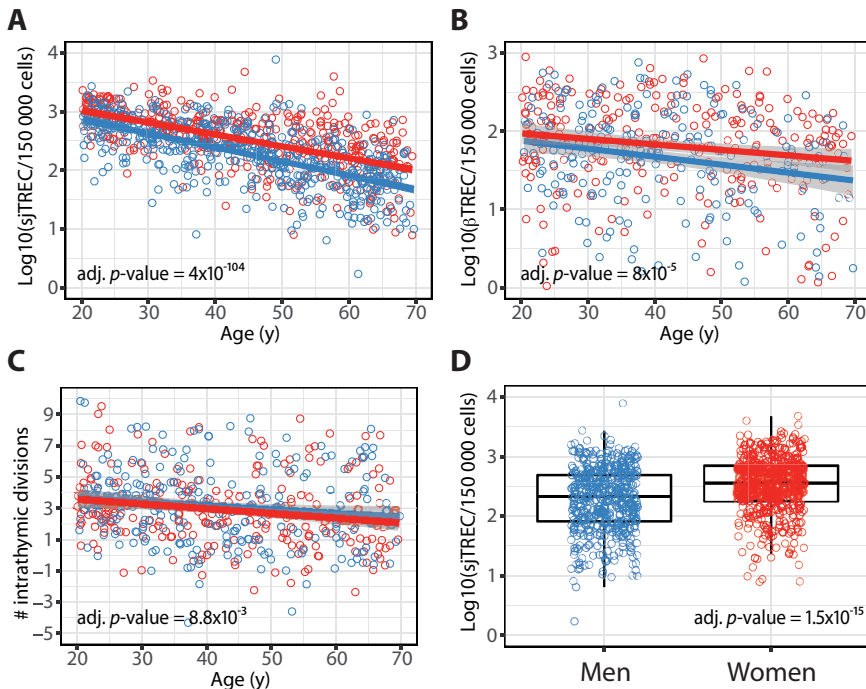 A
Log10(sjTREC/150 000 cells)
4
3
2
1
0
adj. p-value = 4x10⁻¹⁰⁴
20 30 40 50 60 70
Age (y)
B
Log10(βTREC/150 000 cells)
3
2
1
0
adj. p-value = 8x10⁻⁵
20 30 40 50 60 70
Age (y)
C
# intrathymic divisions
9
7
5
3
1
−1
−3
−5
adj. p-value = 8.8x10⁻³
20 30 40 50 60 70
Age (y)
D
Log10(sjTREC/150 000 cells)
4
3
2
1
0
adj. p-value = 1.5x10⁻¹⁵
Men Women